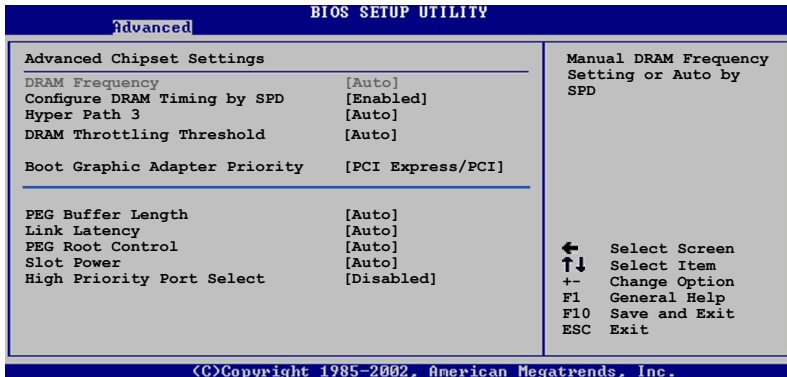 BIOS SETUP UTILITY
Advanced
Advanced Chipset Settings
DRAM Frequency [Auto]
Configure DRAM Timing by SPD [Enabled]
Hyper Path 3 [Auto]
DRAM Throttling Threshold [Auto]
Boot Graphic Adapter Priority [PCI Express/PCI]
PEG Buffer Length [Auto]
Link Latency [Auto]
PEG Root Control [Auto]
Slot Power [Auto]
High Priority Port Select [Disabled]
Manual DRAM Frequency
Setting or Auto by
SPD
← Select Screen
↑↓ Select Item
+- Change Option
F1 General Help
F10 Save and Exit
ESC Exit
(C)Copyright 1985-2002, American Megatrends, Inc.